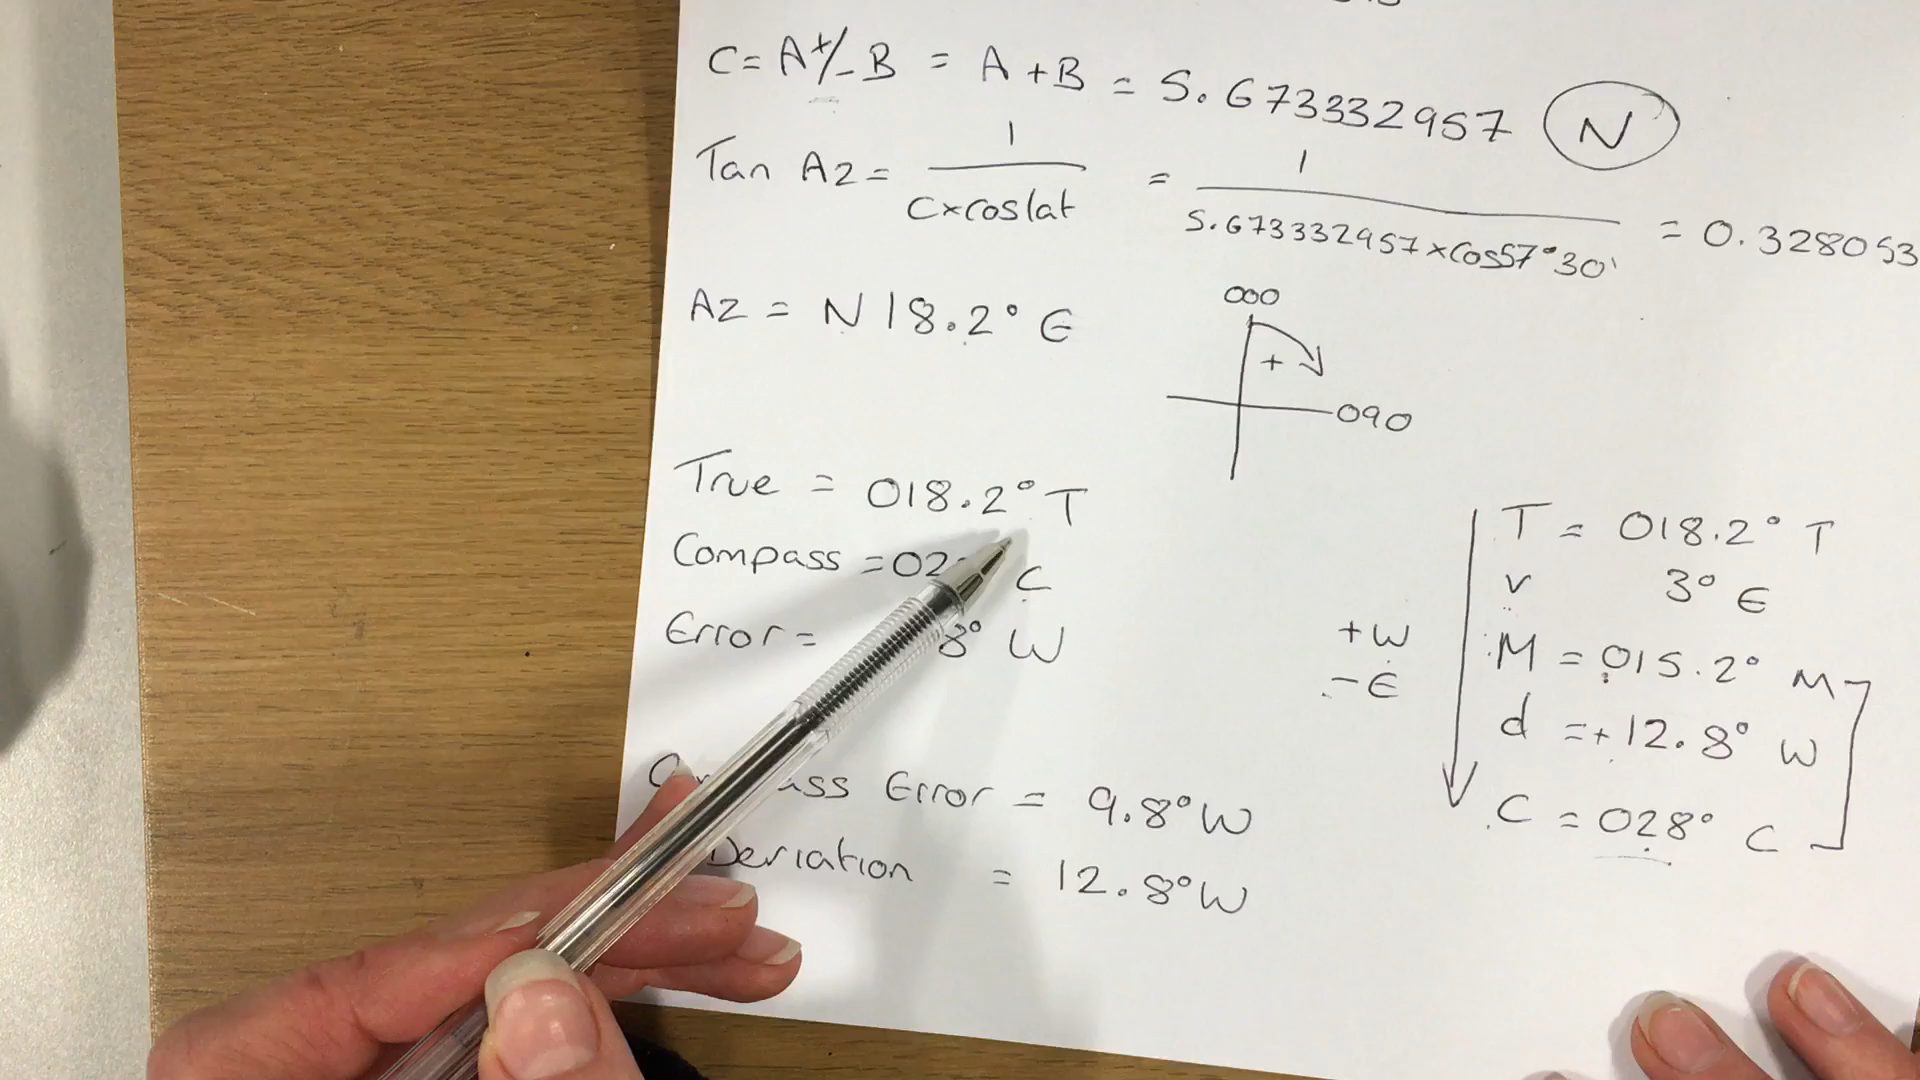 C = A +/- B = A + B = 5.673332957 N
Tan Az = 1 / C×cos lat = 1 / 5.673332957×cos57°30' = 0.328053
Az = N 18.2° E
000
+
090
True = 018.2° T
Compass = 02 C
Error = 8° W
T = 018.2° T
v 3° E
+W
-E
M = 015.2° M
d = +12.8° W
C = 028° C
Error = 9.8° W
Deviation = 12.8° W